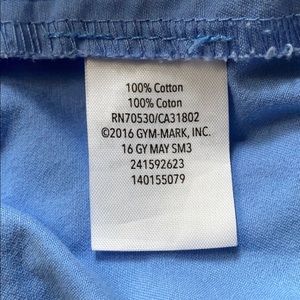 100% Cotton
100% Coton
RN70530/CA31802
©2016 GYM-MARK, INC.
16 GY MAY SM3
241592623
140155079